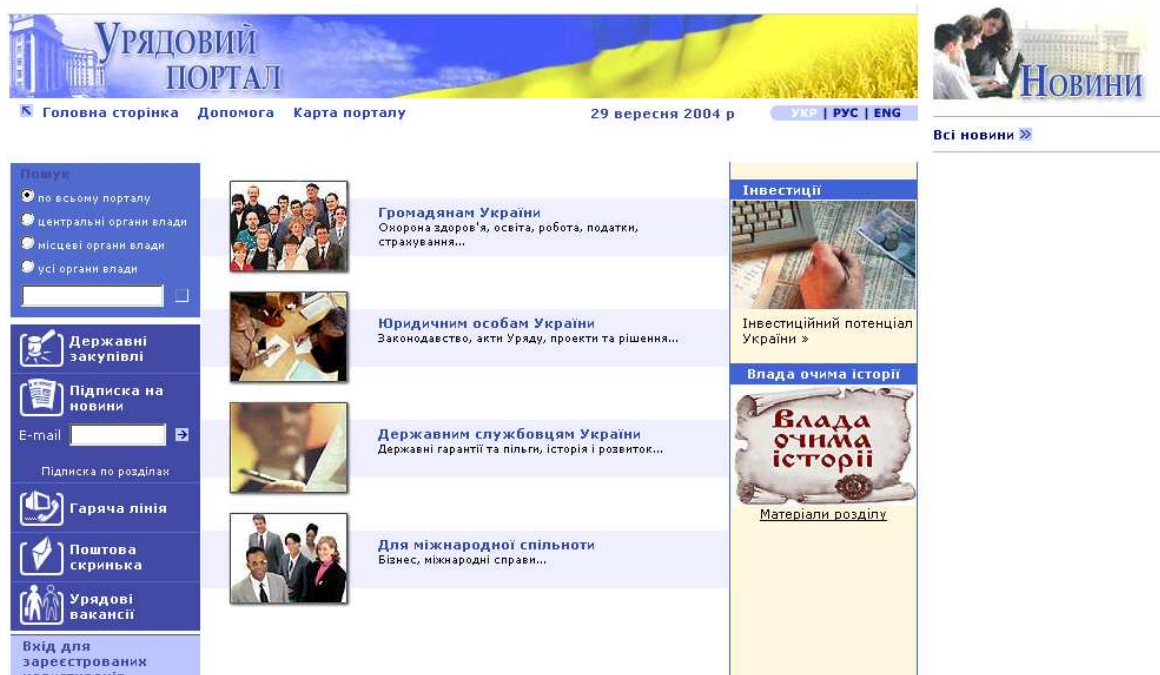 Урядовий
портал
Новини
Головна сторінка Допомога Карта порталу
29 вересня 2004 р
УКР | РУС | ENG
Всі новини »
Пошук
по всьому порталу
центральні органи влади
місцеві органи влади
усі органи влади
Державні
закупівлі
Підписка на
новини
E-mail
Підписка по розділах
Гаряча лінія
Поштова
скринька
Урядові
вакансії
Вхід для
зареєстрованих
Громадянам України
Охорона здоров'я, освіта, робота, податки,
страхування...
Юридичним особам України
Законодавство, акти Уряду, проекти та рішення...
Державним службовцям України
Державні гарантії та пільги, історія і розвиток...
Для міжнародної спільноти
Бізнес, міжнародні справи...
Інвестиції
Інвестиційний потенціал
України »
Влада очима історії
Влада
очима
історії
Матеріали розділу